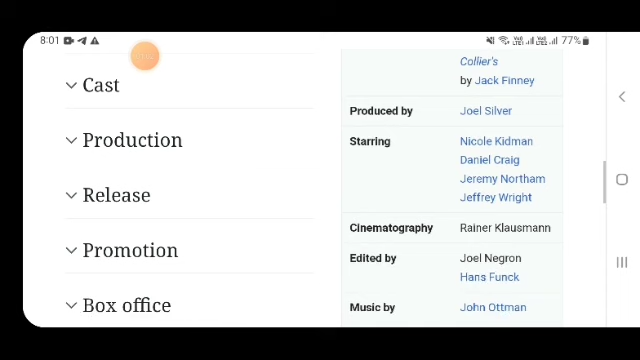 8:01
77%
Cast
Production
Release
Promotion
Box office
Collier's
by Jack Finney
Produced by Joel Silver
Starring Nicole Kidman
Daniel Craig
Jeremy Northam
Jeffrey Wright
Cinematography Rainer Klausmann
Edited by Joel Negron
Hans Funck
Music by John Ottman